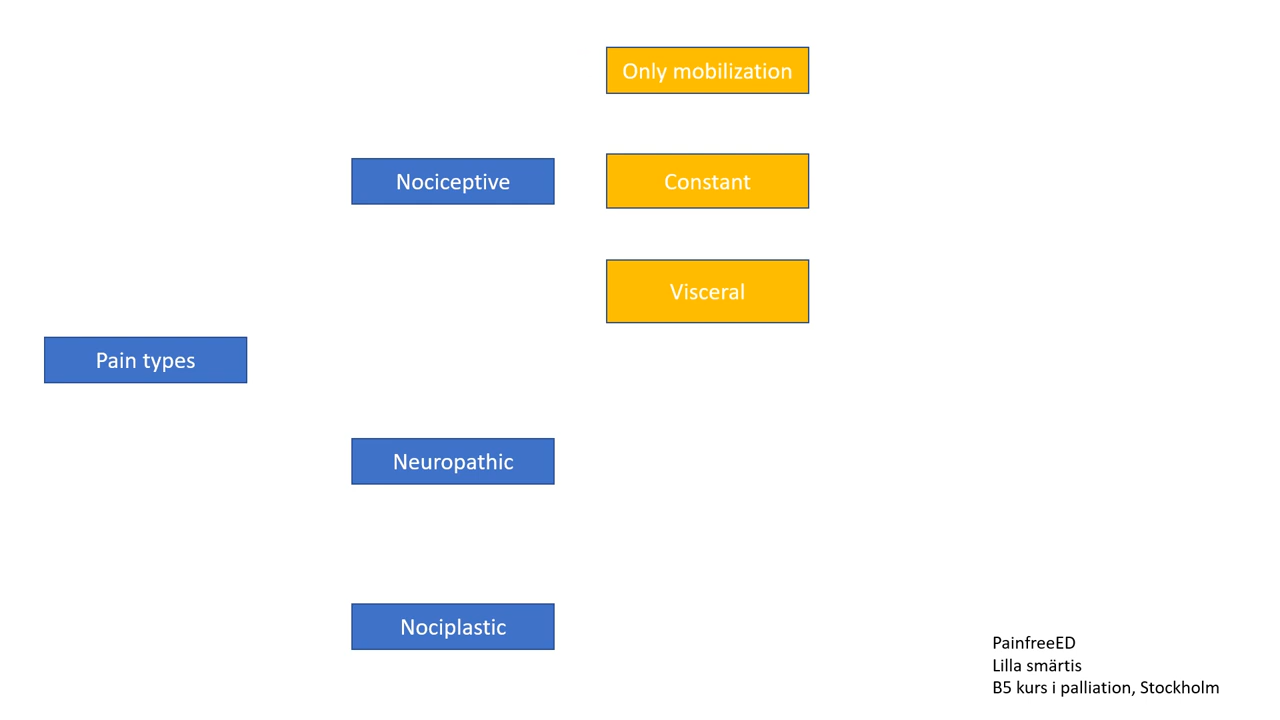 Only mobilization
Nociceptive
Constant
Visceral
Pain types
Neuropathic
Nociplastic
PainfreeED
Lilla smärtis
B5 kurs i palliation, Stockholm